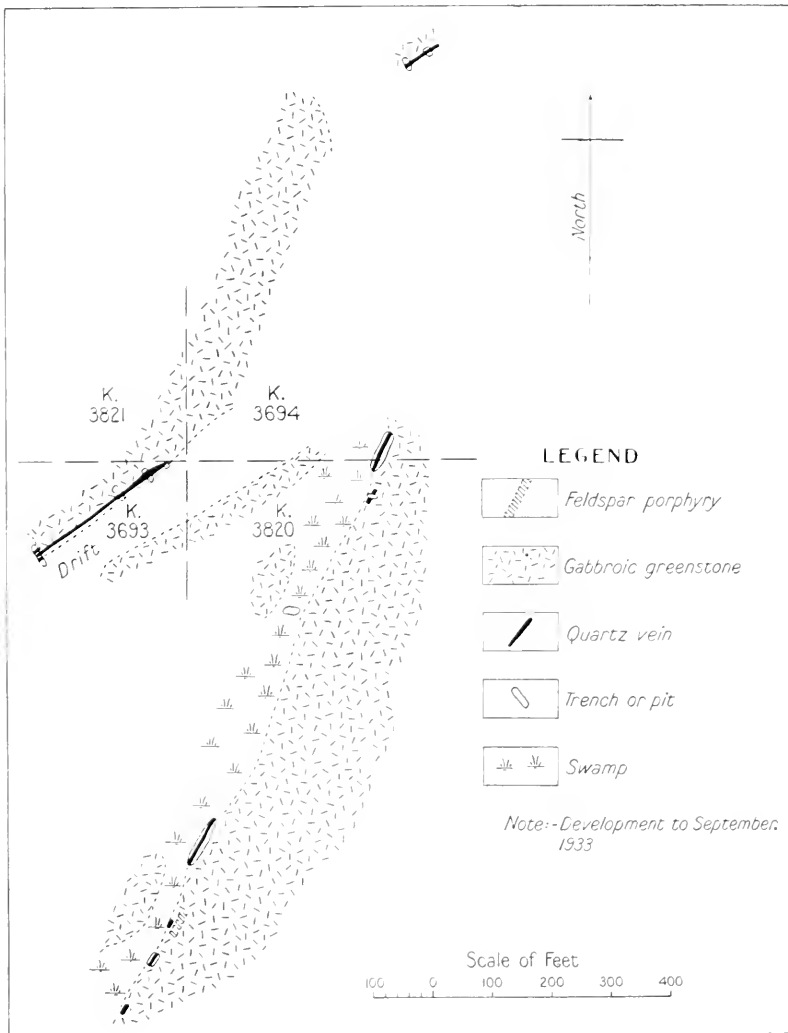 North
K.
3821
K.
3694
K.
3693
Drift
K.
3820
LEGEND
Feldspar porphyry
Gabbroic greenstone
Quartz vein
Trench or pit
Swamp
Note:-Development to September.
1933
Scale of Feet
100 0 100 200 300 400